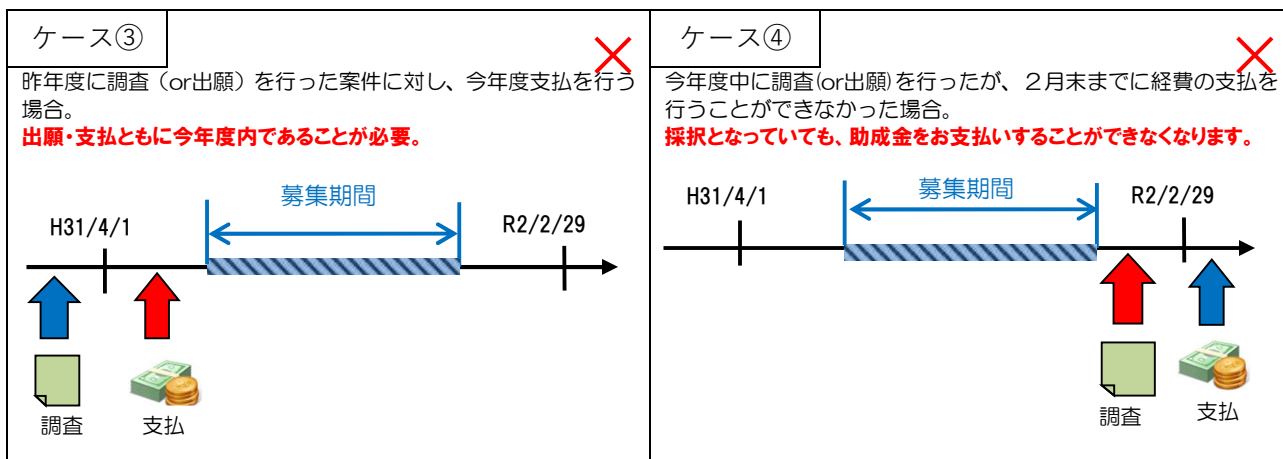 ケース③
昨年度に調査（or出願）を行った案件に対し、今年度支払を行う
場合。
出願・支払ともに今年度内であることが必要。
募集期間
H31/4/1
R2/2/29
調査
支払
ケース④
今年度中に調査(or出願)を行ったが、２月末までに経費の支払を
行うことができなかった場合。
採択となっていても、助成金をお支払いすることができなくなります。
募集期間
H31/4/1
R2/2/29
調査
支払